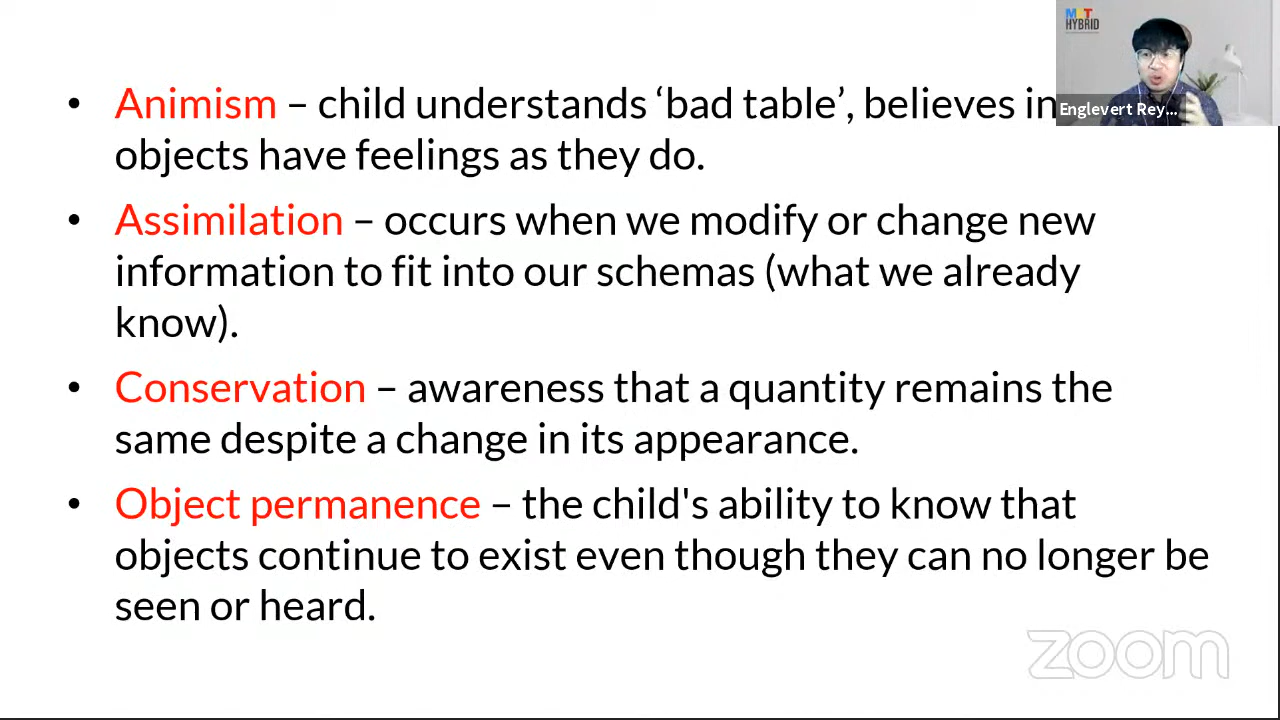 • Animism – child understands ‘bad table’, believes in
objects have feelings as they do.
• Assimilation – occurs when we modify or change new
information to fit into our schemas (what we already
know).
• Conservation – awareness that a quantity remains the
same despite a change in its appearance.
• Object permanence – the child's ability to know that
objects continue to exist even though they can no longer be
seen or heard.
HYBRID
Englevert Rey...
zoom